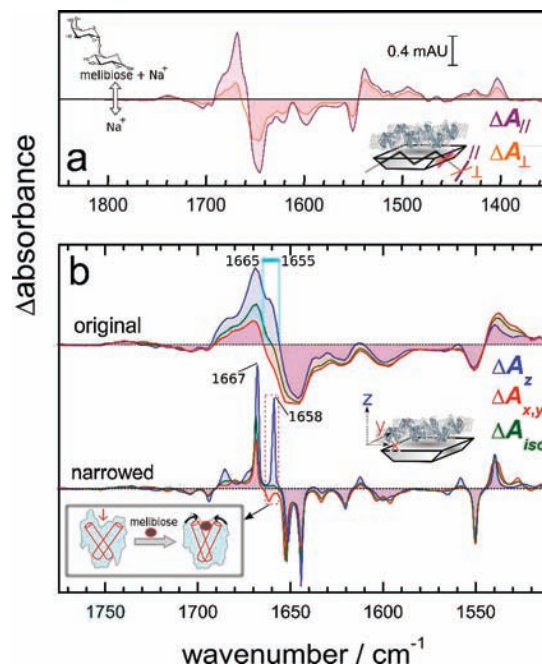 melibiose + Na⁺
Na⁺
0.4 mAU
ΔA//
ΔA⊥
//
⊥
a
1800 1700 1600 1500 1400
Δabsorbance
b
1665 1655
original
1667
1658
ΔAz
ΔAx,y
ΔAiso
z
y
narrowed
melibiose
1750 1700 1650 1600 1550
wavenumber / cm⁻¹